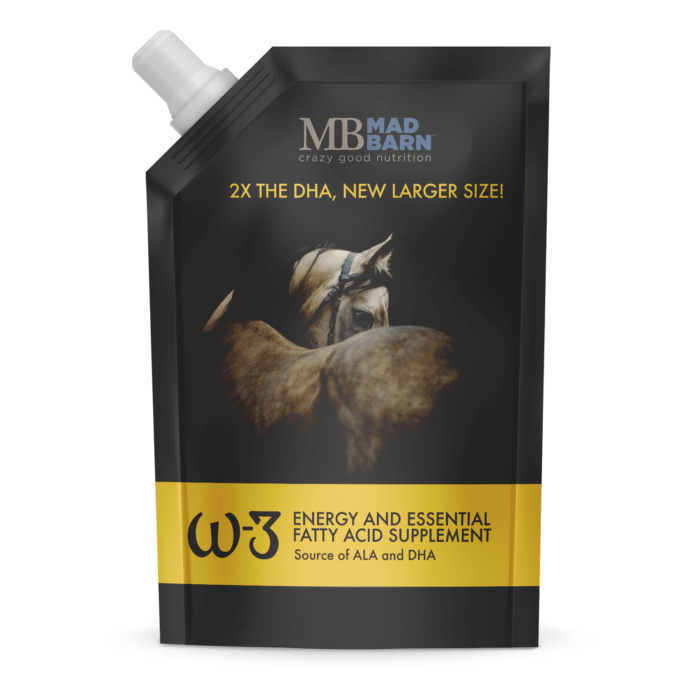 MB MAD BARN™
crazy good nutrition
2X THE DHA, NEW LARGER SIZE!
ω-3 ENERGY AND ESSENTIAL
FATTY ACID SUPPLEMENT
Source of ALA and DHA